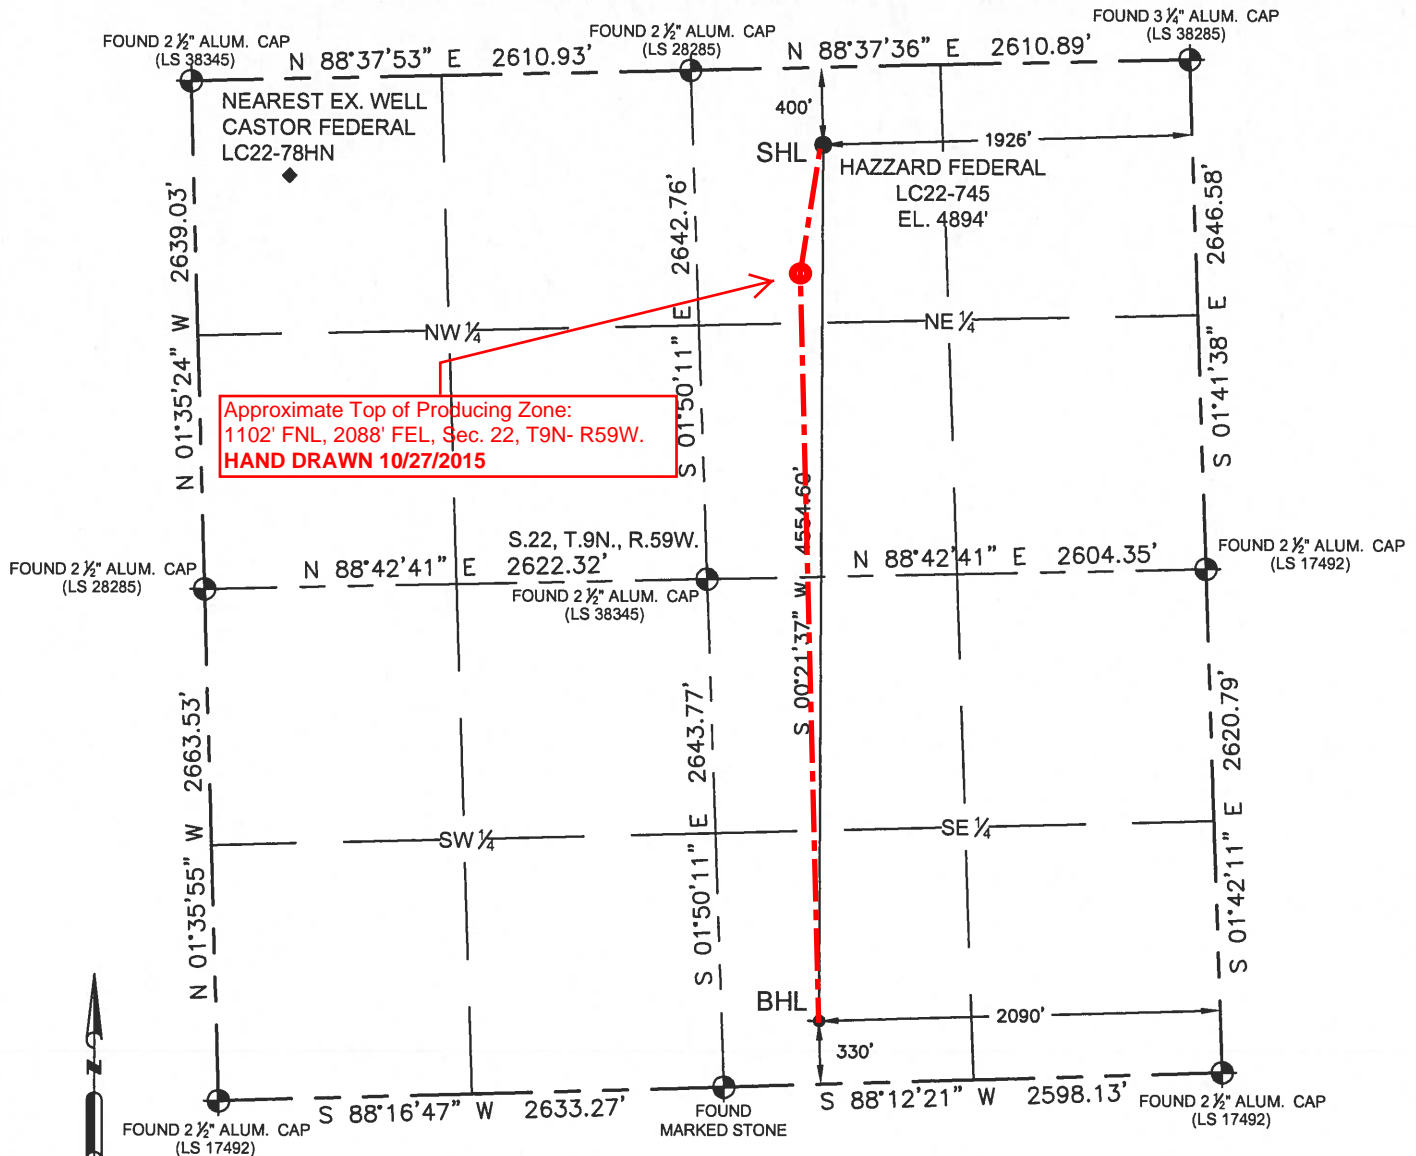 FOUND 3 ¼" ALUM. CAP
(LS 38285)
FOUND 2 ½" ALUM. CAP
(LS 28285)
FOUND 2 ½" ALUM. CAP
(LS 38345)
N 88°37'53" E 2610.93'
N 88°37'36" E 2610.89'
NEAREST EX. WELL
CASTOR FEDERAL
LC22-78HN
400'
1926'
SHL
HAZZARD FEDERAL
LC22-745
EL. 4894'
N 01°35'24" W 2639.03'
S 01°50'11" E 2642.76'
S 01°41'38" E 2646.58'
NW ¼
NE ¼
Approximate Top of Producing Zone:
1102' FNL, 2088' FEL, Sec. 22, T9N- R59W.
HAND DRAWN 10/27/2015
S 00°21'37" W 4554.60'
S.22, T.9N., R.59W.
FOUND 2 ½" ALUM. CAP
(LS 28285)
N 88°42'41" E 2622.32'
N 88°42'41" E 2604.35'
FOUND 2 ½" ALUM. CAP
(LS 17492)
FOUND 2 ½" ALUM. CAP
(LS 38345)
N 01°35'55" W 2663.53'
S 01°50'11" E 2643.77'
S 01°42'11" E 2620.79'
SW ¼
SE ¼
BHL
2090'
330'
N
S 88°16'47" W 2633.27'
S 88°12'21" W 2598.13'
FOUND 2 ½" ALUM. CAP
(LS 17492)
FOUND
MARKED STONE
FOUND 2 ½" ALUM. CAP
(LS 17492)